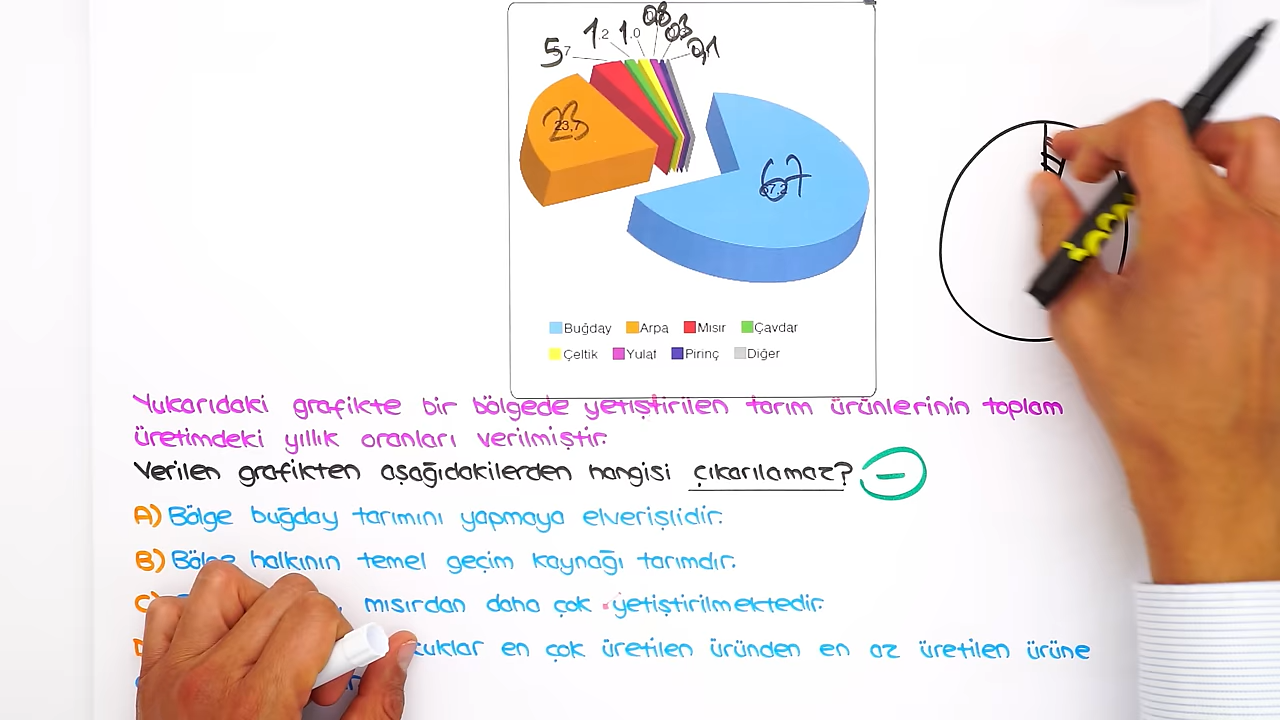 0,8
1.2 1.0 0,3
5,7 0,1
23
23,7
67
67,2
Buğday Arpa Mısır Çavdar
Çeltik Yulaf Pirinç Diğer
Yukarıdaki grafikte bir bölgede yetiştirilen tarım ürünlerinin toplam
üretimdeki yıllık oranları verilmiştir.
Verilen grafikten aşağıdakilerden hangisi çıkarılamaz? -
A) Bölge buğday tarımını yapmaya elverişlidir.
B) Bölge halkının temel geçim kaynağı tarımdır.
C) mısırdan daha çok yetiştirilmektedir.
en çok üretilen üründen en az üretilen ürüne